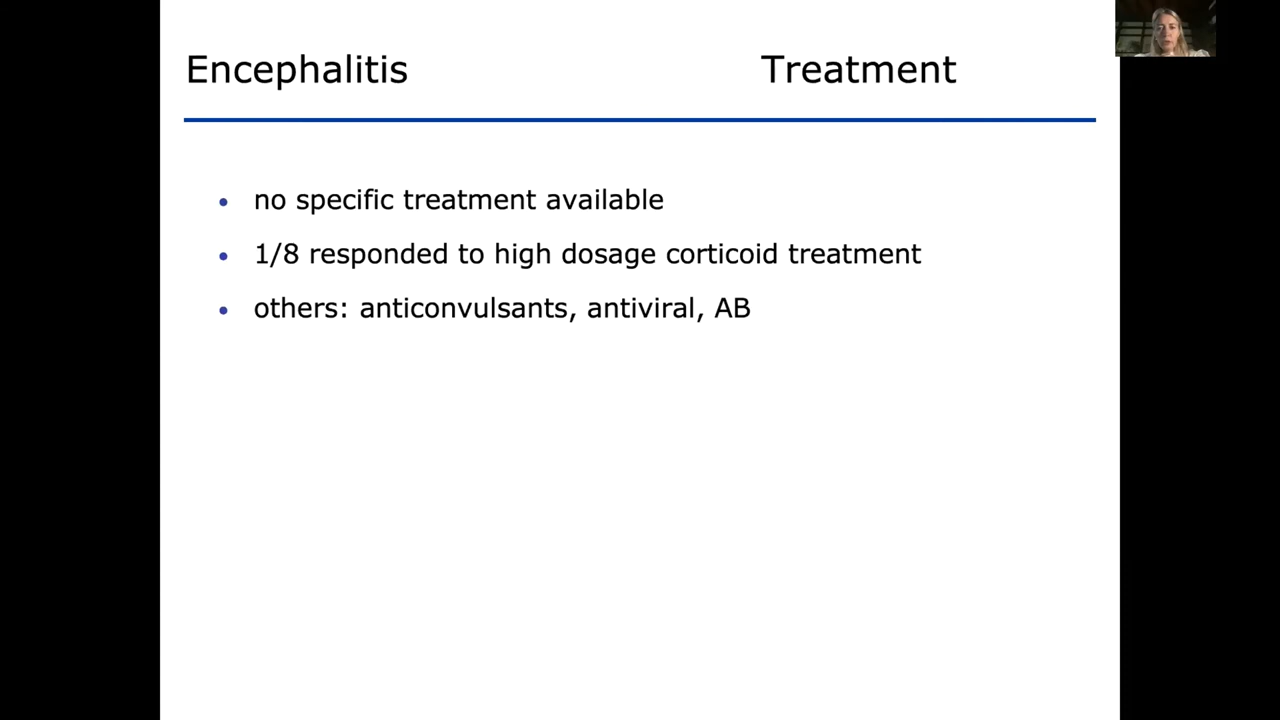 Encephalitis Treatment
no specific treatment available
1/8 responded to high dosage corticoid treatment
others: anticonvulsants, antiviral, AB